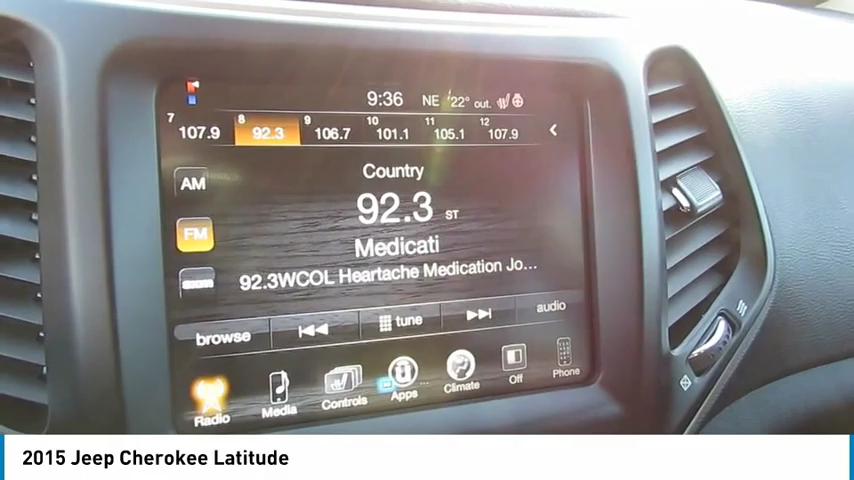 9:36 NE 22° out.
7 107.9 8 92.3 9 106.7 10 101.1 11 105.1 12 107.9
Country
AM
92.3 ST
FM
Medicati
92.3WCOL Heartache Medication Jo...
browse tune audio
Radio Media Controls Apps ... Climate Off Phone
2015 Jeep Cherokee Latitude